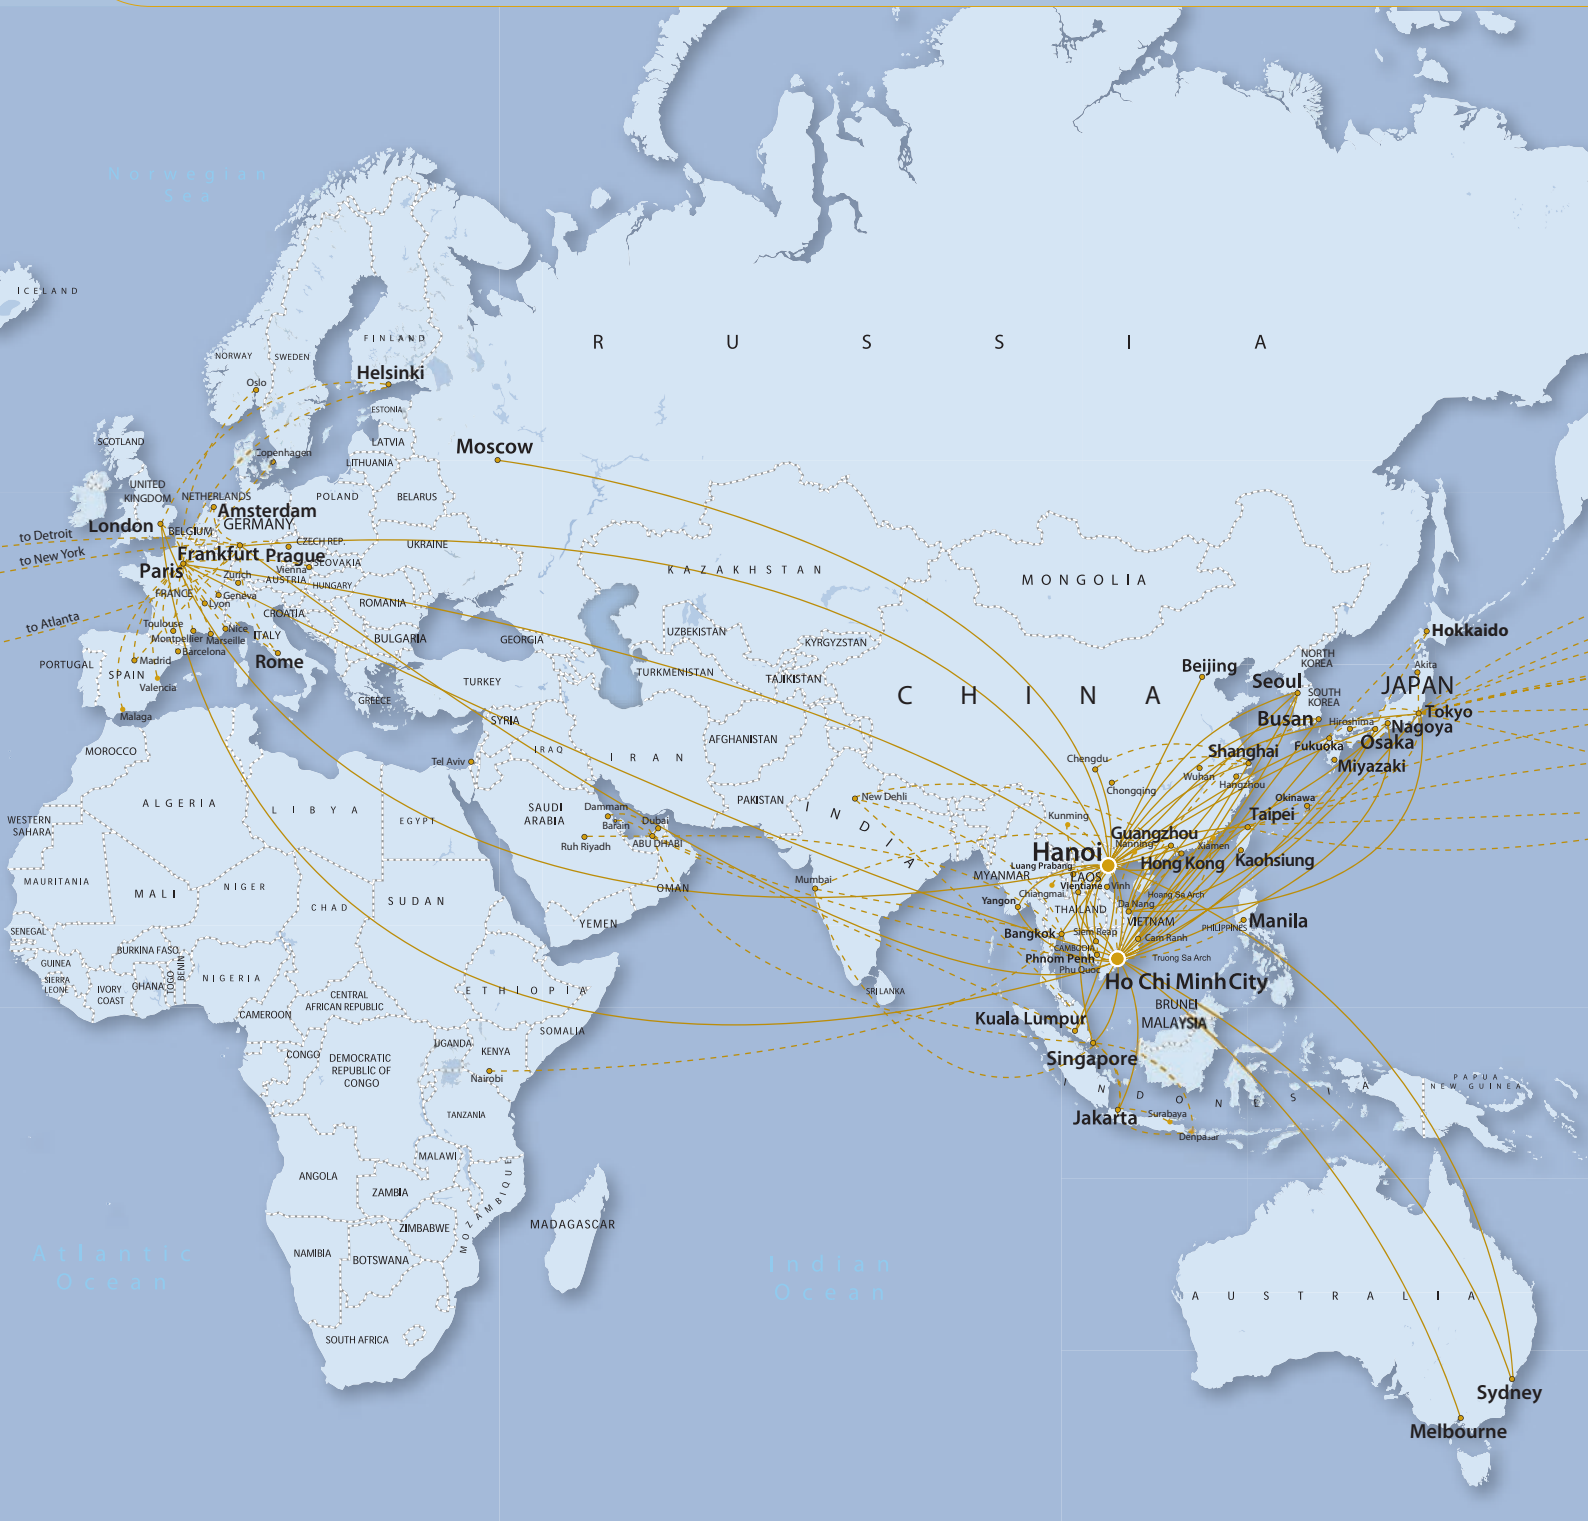 Norwegian
Sea
ICELAND
RUSSIA
FINLAND
NORWAY
SWEDEN
Helsinki
Oslo
ESTONIA
SCOTLAND
LATVIA
Moscow
Copenhagen
LITHUANIA
UNITED
KINGDOM
NETHERLANDS
POLAND
BELARUS
Amsterdam
London
BELGIUM
GERMANY
to Detroit
to New York
CZECH REP.
UKRAINE
Frankfurt
Prague
SLOVAKIA
Paris
Vienna
Zurich
AUSTRIA
HUNGARY
KAZAKHSTAN
MONGOLIA
FRANCE
Geneva
Lyon
ROMANIA
CROATIA
to Atlanta
Toulouse
Nice
ITALY
Montpellier
Marseille
BULGARIA
GEORGIA
UZBEKISTAN
KYRGYZSTAN
Hokkaido
Barcelona
PORTUGAL
Madrid
Rome
SPAIN
Valencia
TURKEY
TURKMENISTAN
TAJIKISTAN
Beijing
NORTH
KOREA
Akita
Seoul
JAPAN
CHINA
SOUTH
KOREA
GREECE
Malaga
SYRIA
Busan
Hiroshima
Tokyo
Nagoya
AFGHANISTAN
MOROCCO
IRAQ
IRAN
Tel Aviv
Chengdu
Shanghai
Fukuoka
Osaka
Miyazaki
Wuhan
Hangzhou
Chongqing
ALGERIA
LIBYA
EGYPT
SAUDI
ARABIA
Dammam
Barain
Dubai
PAKISTAN
New Dehli
INDIA
Okinawa
Taipei
WESTERN
SAHARA
Ruh Riyadh
ABU DHABI
Kunming
Guangzhou
Nanning
Xiamen
Hanoi
Hong Kong
Kaohsiung
Luang Prabang
MYANMAR
LAOS
MAURITANIA
MALI
NIGER
CHAD
SUDAN
OMAN
Mumbai
Vientiane
Vinh
Chiangmai
Hoang Sa Arch
Yangon
Da Nang
THAILAND
VIETNAM
YEMEN
PHILIPPINES
Manila
SENEGAL
Bangkok
Siem Reap
Cam Ranh
CAMBODIA
Phnom Penh
Truong Sa Arch
Phu Quoc
GUINEA
BURKINA FASO
SIERRA
LEONE
IVORY
COAST
GHANA
TOGO
BENIN
NIGERIA
Ho Chi Minh City
CENTRAL
AFRICAN REPUBLIC
ETHIOPIA
SRI LANKA
BRUNEI
MALAYSIA
CAMEROON
SOMALIA
Kuala Lumpur
UGANDA
KENYA
CONGO
DEMOCRATIC
REPUBLIC OF
CONGO
Nairobi
Singapore
INDONESIA
PAPUA
NEW GUINEA
TANZANIA
Jakarta
Surabaya
Denpasar
MALAWI
ANGOLA
ZAMBIA
MOZAMBIQUE
MADAGASCAR
ZIMBABWE
NAMIBIA
BOTSWANA
Atlantic
Ocean
Indian
Ocean
AUSTRALIA
SOUTH AFRICA
Sydney
Melbourne